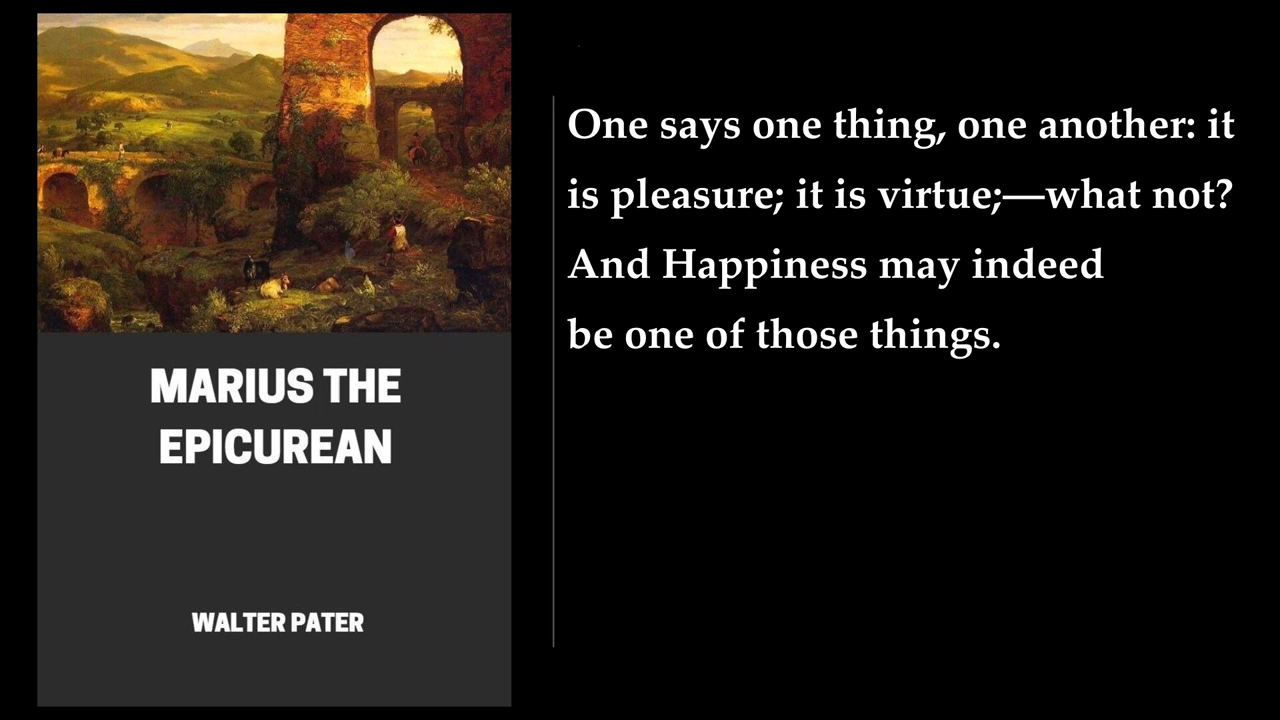 MARIUS THE
EPICUREAN
WALTER PATER
One says one thing, one another: it
is pleasure; it is virtue;—what not?
And Happiness may indeed
be one of those things.